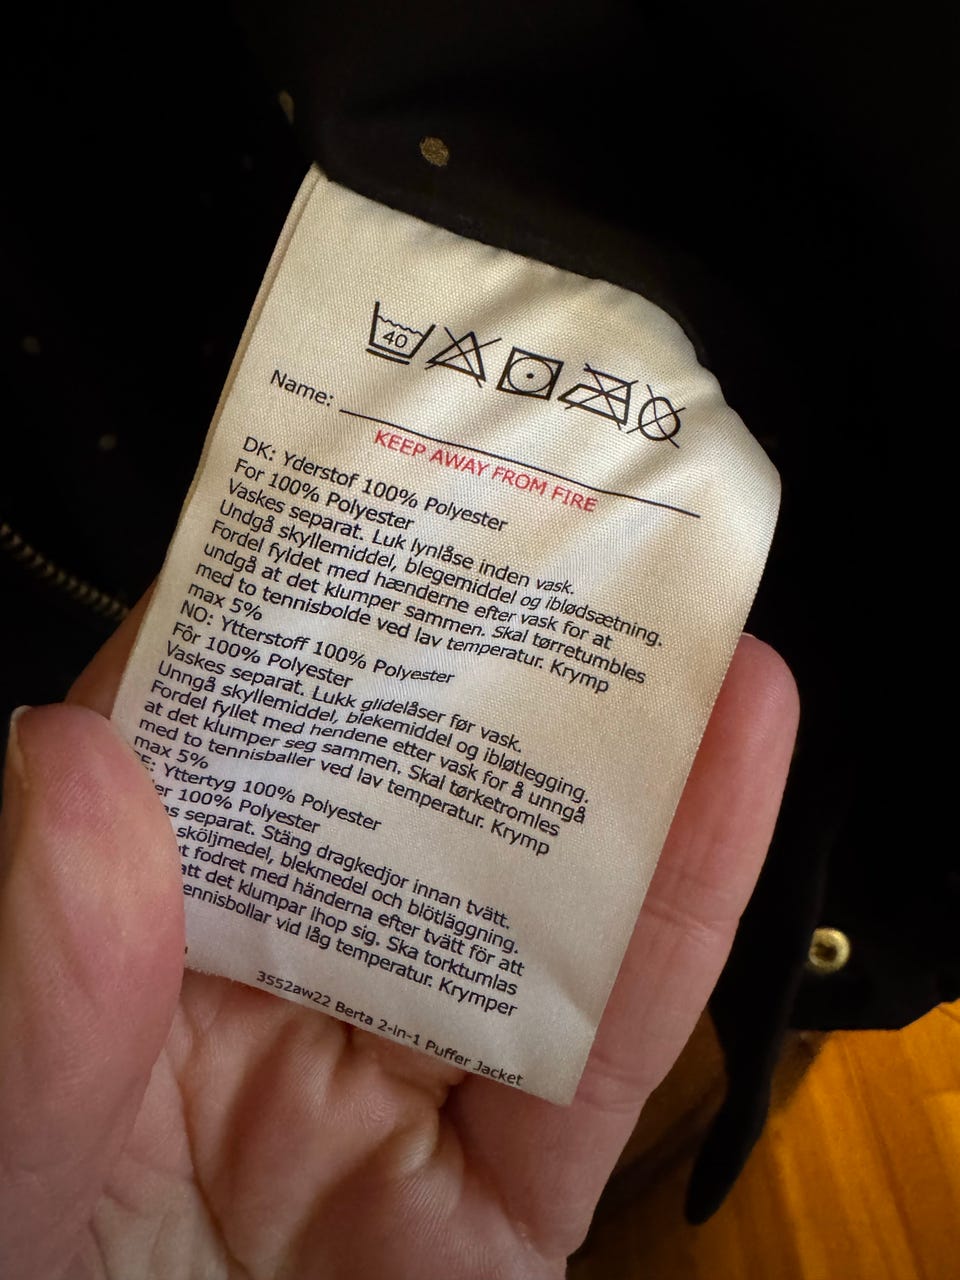 40
Name:
KEEP AWAY FROM FIRE
DK: Yderstof 100% Polyester
For 100% Polyester
Vaskes separat. Luk lynlåse inden vask.
Undgå skyllemiddel, blegemiddel og iblødsætning.
Fordel fyldet med hænderne efter vask for at
undgå at det klumper sammen. Skal tørretumbles
med to tennisbolde ved lav temperatur. Krymp
max 5%
NO: Ytterstoff 100% Polyester
Fôr 100% Polyester
Vaskes separat. Lukk glidelåser før vask.
Unngå skyllemiddel, blekemiddel og ibløtlegging.
Fordel fyllet med hendene etter vask for å unngå
at det klumper seg sammen. Skal tørketromles
med to tennisballer ved lav temperatur. Krymp
max 5%
E: Yttertyg 100% Polyester
er 100% Polyester
as separat. Stäng dragkedjor innan tvätt.
sköljmedel, blekmedel och blötläggning.
t fodret med händerna efter tvätt för att
att det klumpar ihop sig. Ska torktumlas
ennisbollar vid låg temperatur. Krymper
3552aw22 Berta 2-in-1 Puffer Jacket